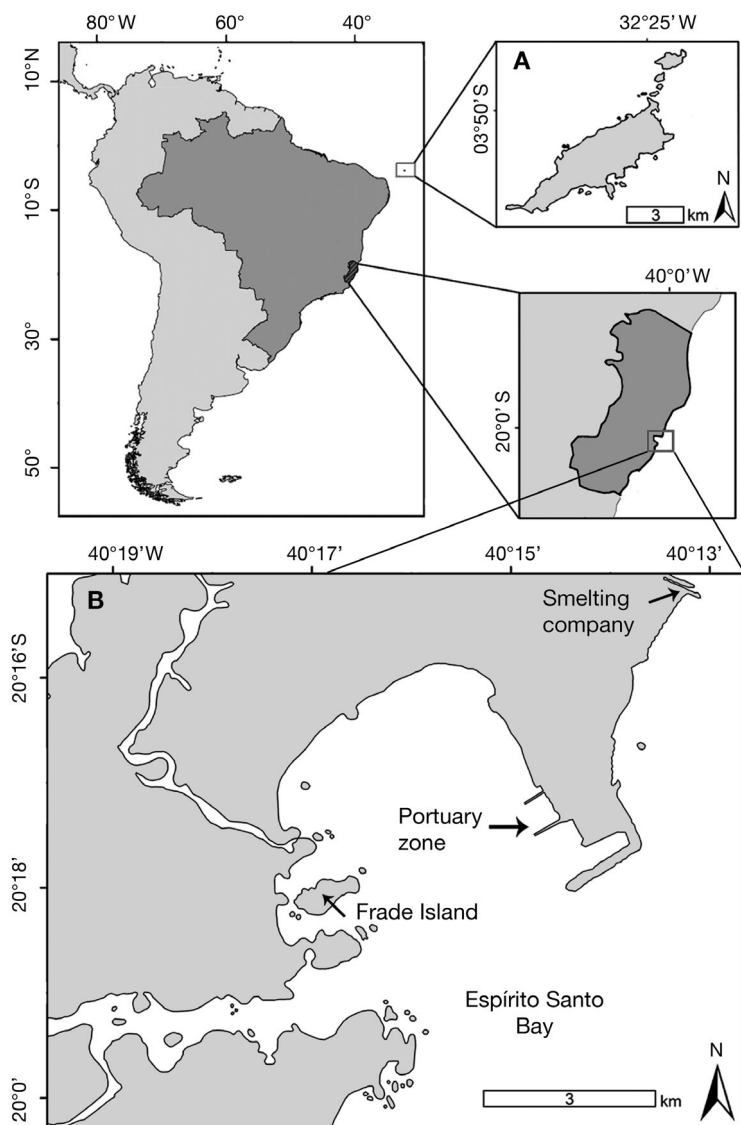 80° W 60° 40°
10°N
10°S
30°
50°
32°25’ W
A
03°50’ S
N
3 km
40°0’ W
20°0’ S
40°19’ W 40°17’ 40°15’ 40°13’
B
20°16’S
20°18’
20°0’
Smelting
company
Portuary
zone
Frade Island
Espírito Santo
Bay
N
3 km